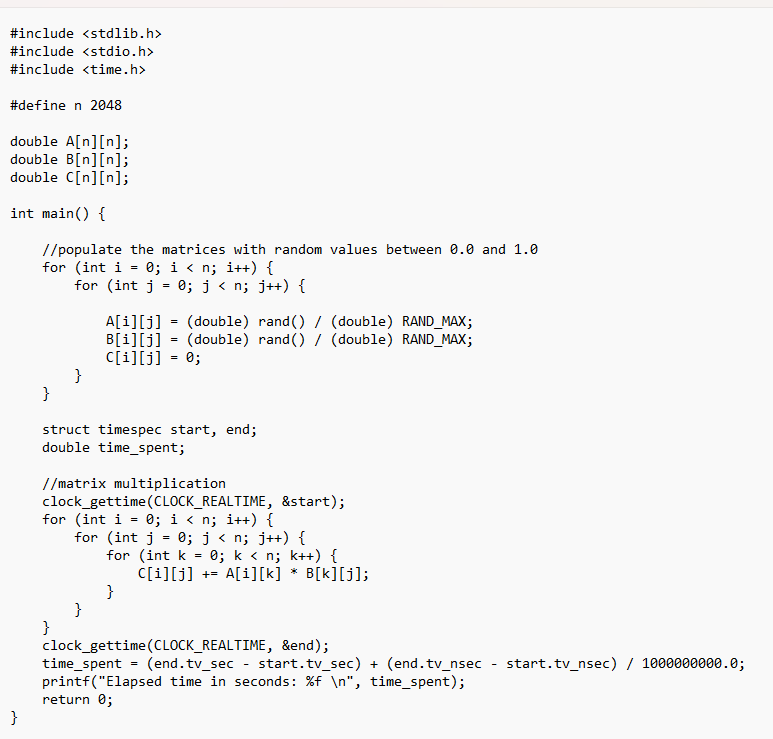 #include <stdlib.h>
#include <stdio.h>
#include <time.h>

#define n 2048

double A[n][n];
double B[n][n];
double C[n][n];

int main() {

    //populate the matrices with random values between 0.0 and 1.0
    for (int i = 0; i < n; i++) {
        for (int j = 0; j < n; j++) {

            A[i][j] = (double) rand() / (double) RAND_MAX;
            B[i][j] = (double) rand() / (double) RAND_MAX;
            C[i][j] = 0;
        }
    }

    struct timespec start, end;
    double time_spent;

    //matrix multiplication
    clock_gettime(CLOCK_REALTIME, &start);
    for (int i = 0; i < n; i++) {
        for (int j = 0; j < n; j++) {
            for (int k = 0; k < n; k++) {
                C[i][j] += A[i][k] * B[k][j];
            }
        }
    }
    clock_gettime(CLOCK_REALTIME, &end);
    time_spent = (end.tv_sec - start.tv_sec) + (end.tv_nsec - start.tv_nsec) / 1000000000.0;
    printf("Elapsed time in seconds: %f \n", time_spent);
    return 0;
}